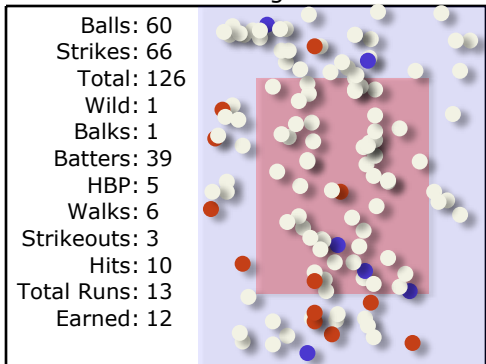 Balls: 60
Strikes: 66
Total: 126
Wild: 1
Balks: 1
Batters: 39
HBP: 5
Walks: 6
Strikeouts: 3
Hits: 10
Total Runs: 13
Earned: 12